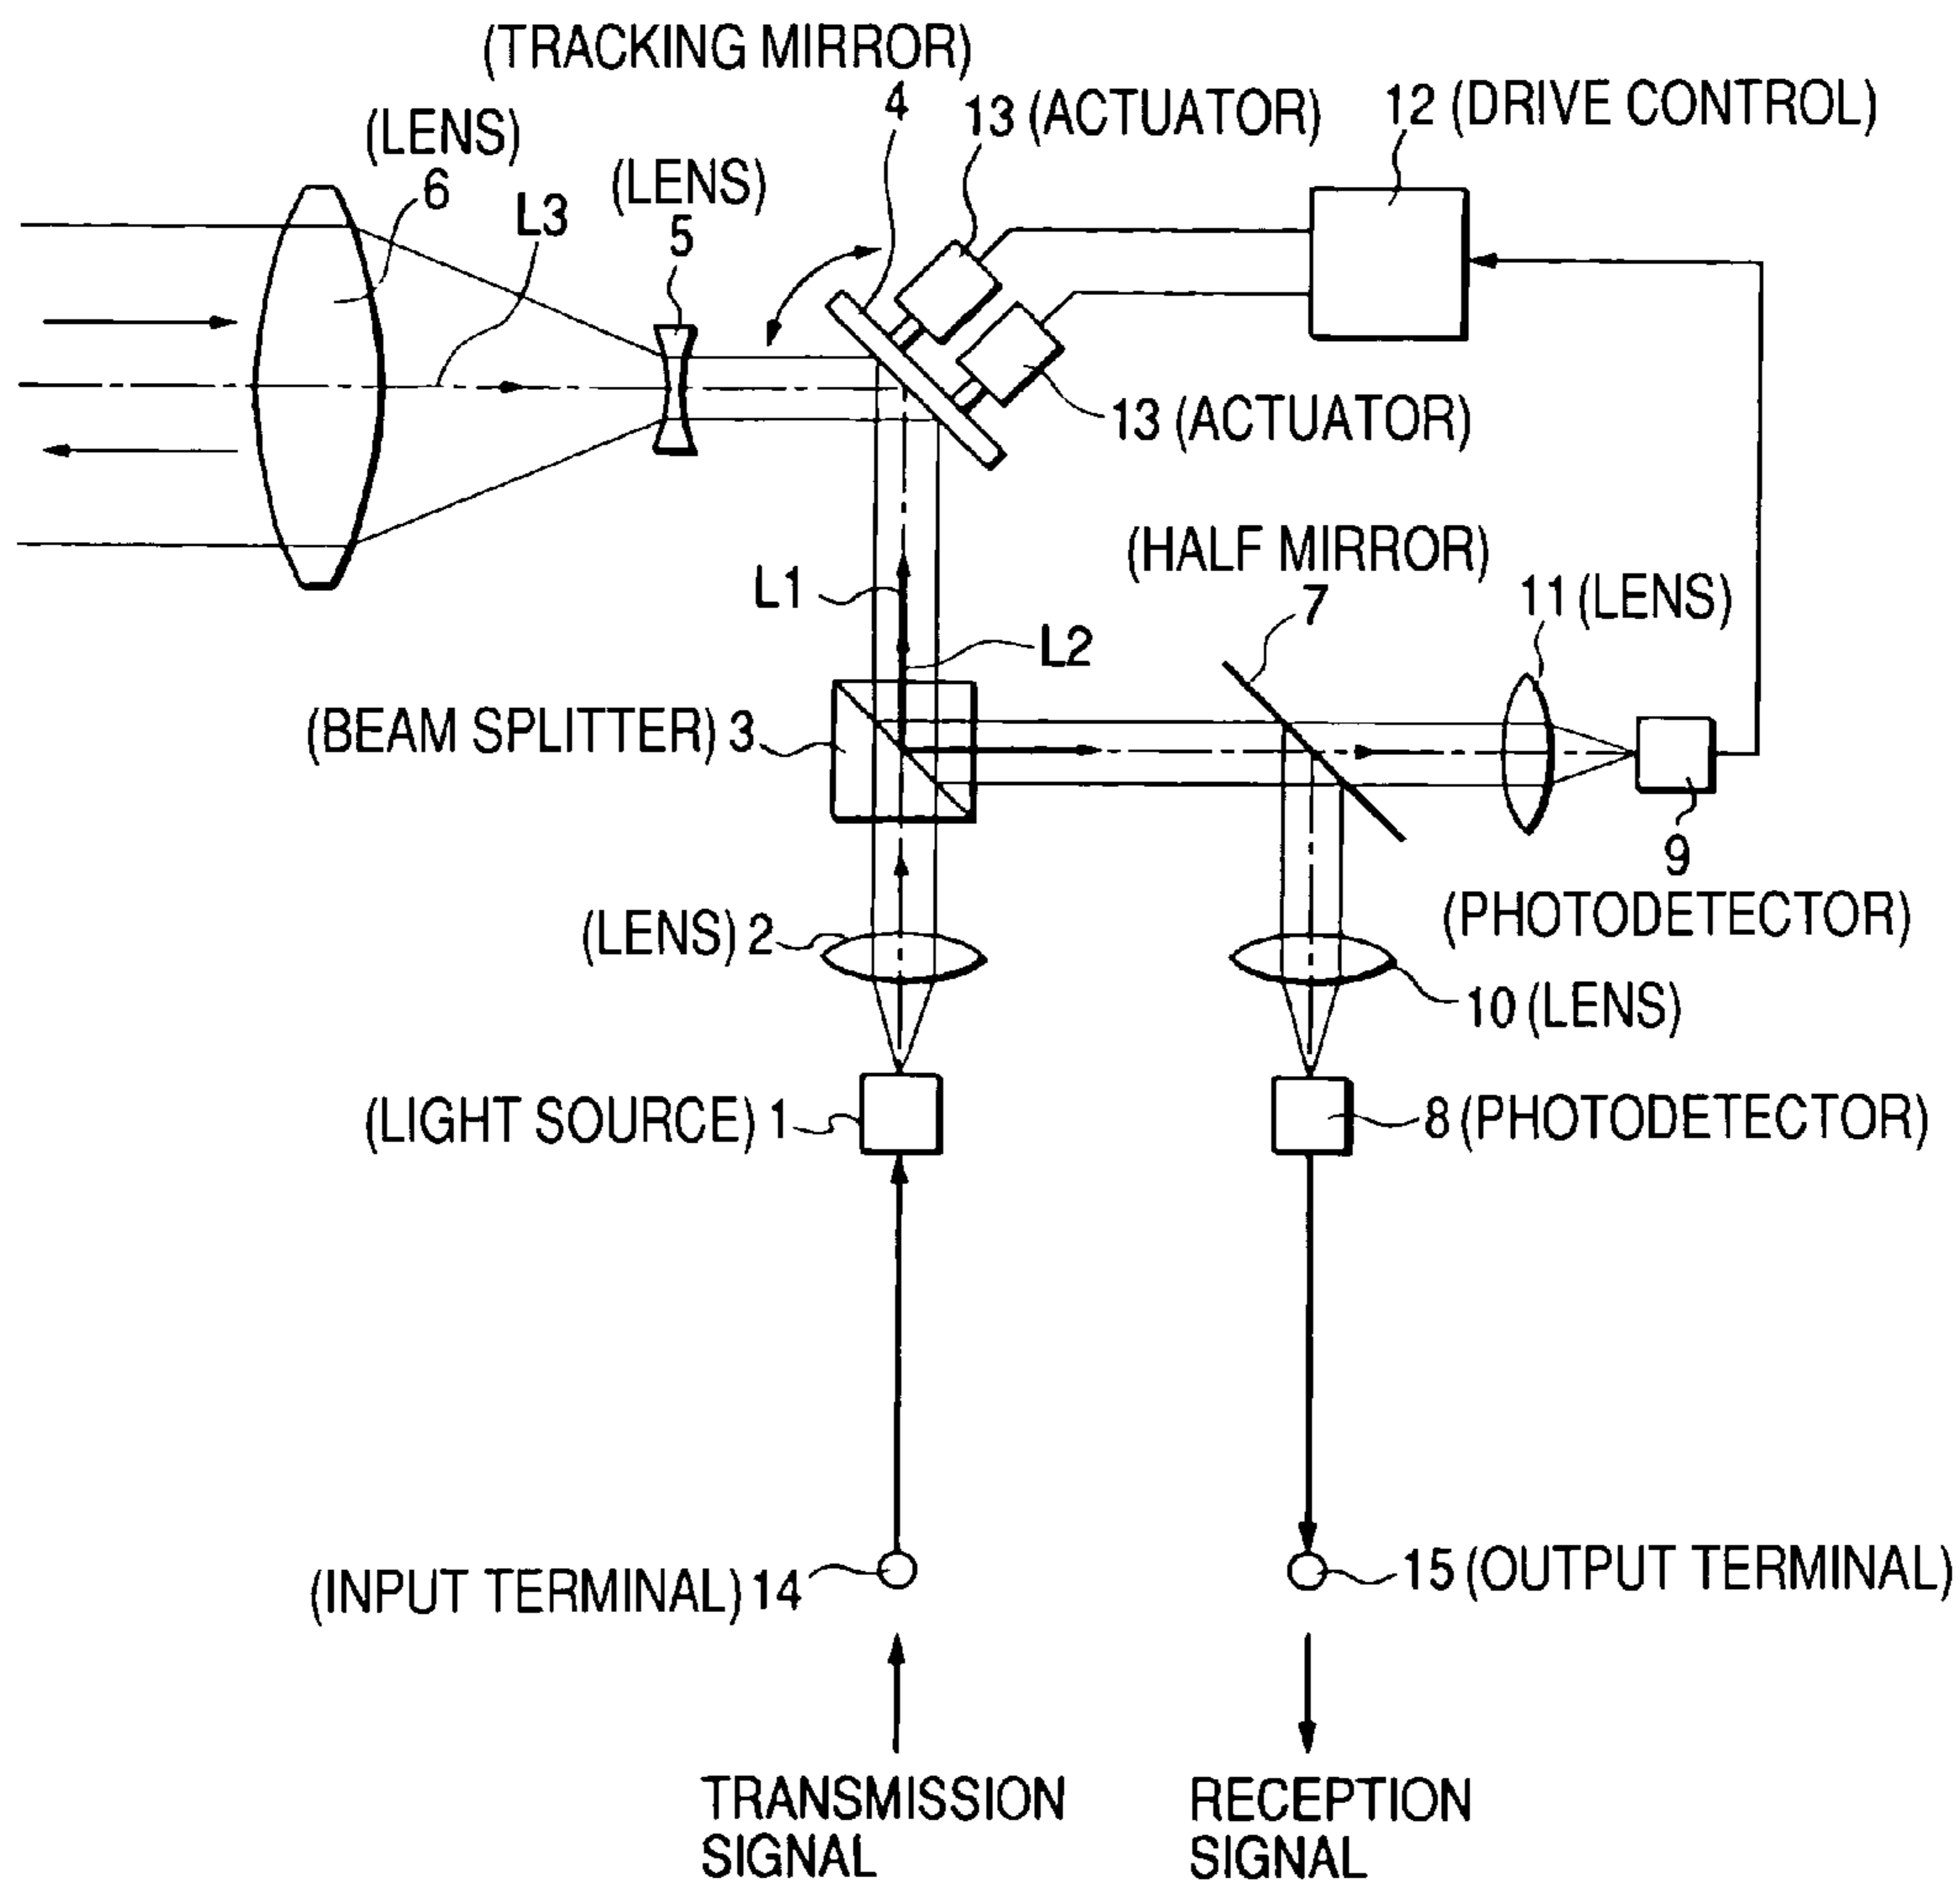 (TRACKING MIRROR)
4
13 (ACTUATOR)
12 (DRIVE CONTROL)
(LENS)
6
L3
(LENS)
5
13 (ACTUATOR)
(HALF MIRROR)
7
11 (LENS)
L1
L2
(BEAM SPLITTER) 3
9
(PHOTODETECTOR)
(LENS) 2
10 (LENS)
(LIGHT SOURCE) 1
8 (PHOTODETECTOR)
(INPUT TERMINAL) 14
15 (OUTPUT TERMINAL)
TRANSMISSION
SIGNAL
RECEPTION
SIGNAL